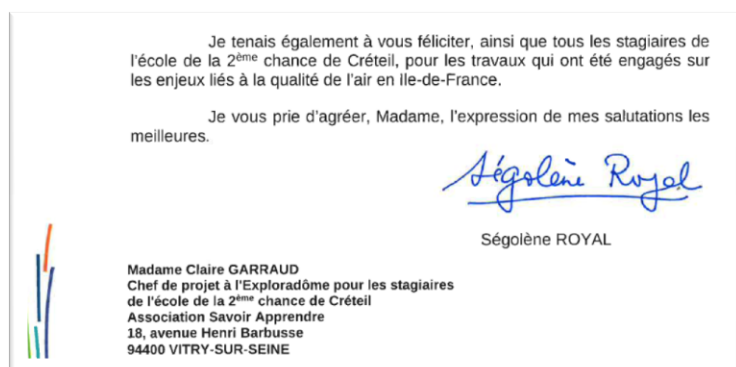 Je tenais également à vous féliciter, ainsi que tous les stagiaires de
l'école de la 2ème chance de Créteil, pour les travaux qui ont été engagés sur
les enjeux liés à la qualité de l'air en Ile-de-France.
Je vous prie d'agréer, Madame, l'expression de mes salutations les
meilleures.
Ségolène Royal
Ségolène ROYAL
Madame Claire GARRAUD
Chef de projet à l'Exploradôme pour les stagiaires
de l'école de la 2ème chance de Créteil
Association Savoir Apprendre
18, avenue Henri Barbusse
94400 VITRY-SUR-SEINE